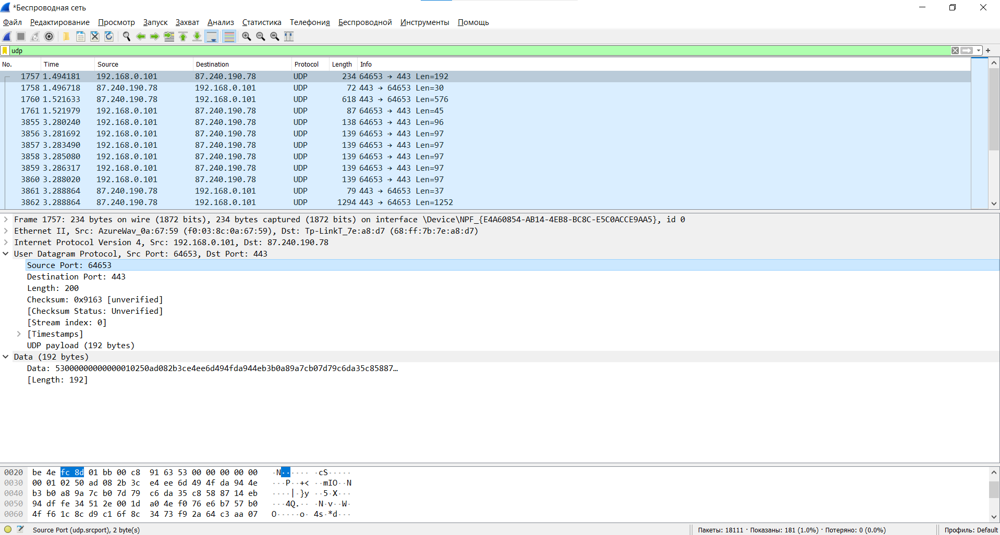 *Беспроводная сеть
Файл Редактирование Просмотр Запуск Захват Анализ Статистика Телефония Беспроводной Инструменты Помощь
udp
No. Time Source Destination Protocol Length Info
1757 1.494181 192.168.0.101 87.240.190.78 UDP 234 64653 → 443 Len=192
1758 1.496718 87.240.190.78 192.168.0.101 UDP 72 443 → 64653 Len=30
1760 1.521633 87.240.190.78 192.168.0.101 UDP 618 443 → 64653 Len=576
1761 1.521979 192.168.0.101 87.240.190.78 UDP 87 64653 → 443 Len=45
3855 3.280240 192.168.0.101 87.240.190.78 UDP 138 64653 → 443 Len=96
3856 3.281692 192.168.0.101 87.240.190.78 UDP 139 64653 → 443 Len=97
3857 3.283490 192.168.0.101 87.240.190.78 UDP 139 64653 → 443 Len=97
3858 3.285080 192.168.0.101 87.240.190.78 UDP 139 64653 → 443 Len=97
3859 3.286317 192.168.0.101 87.240.190.78 UDP 139 64653 → 443 Len=97
3860 3.288020 192.168.0.101 87.240.190.78 UDP 139 64653 → 443 Len=97
3861 3.288864 87.240.190.78 192.168.0.101 UDP 79 443 → 64653 Len=37
3862 3.288864 87.240.190.78 192.168.0.101 UDP 1294 443 → 64653 Len=1252
Frame 1757: 234 bytes on wire (1872 bits), 234 bytes captured (1872 bits) on interface \Device\NPF_{E4A60854-AB14-4EB8-BC8C-E5C0ACCE9AA5}, id 0
Ethernet II, Src: AzureWav_0a:67:59 (f0:03:8c:0a:67:59), Dst: Tp-LinkT_7e:a8:d7 (68:ff:7b:7e:a8:d7)
Internet Protocol Version 4, Src: 192.168.0.101, Dst: 87.240.190.78
User Datagram Protocol, Src Port: 64653, Dst Port: 443
Source Port: 64653
Destination Port: 443
Length: 200
Checksum: 0x9163 [unverified]
[Checksum Status: Unverified]
[Stream index: 0]
[Timestamps]
UDP payload (192 bytes)
Data (192 bytes)
Data: 53000000000000010250ad082b3ce4ee6d494fda944eb3b0a89a7cb07d79c6da35c85887…
[Length: 192]
0020 be 4e fc 8d 01 bb 00 c8 91 63 53 00 00 00 00 00 ·N······ ·cS·····
0030 00 01 02 50 ad 08 2b 3c e4 ee 6d 49 4f da 94 4e ···P··+< ··mIO··N
0040 b3 b0 a8 9a 7c b0 7d 79 c6 da 35 c8 58 87 14 eb ····|·}y ··5·X···
0050 94 df fe 34 51 2e 00 1d a0 4e f0 76 e6 b7 57 b0 ···4Q.·· ·N·v··W·
0060 4f f6 1c 8c d9 c1 6f 8c 34 73 f9 2a 64 c3 aa 07 O·····o· 4s·*d···
Source Port (udp.srcport), 2 byte(s) Пакеты: 18111 · Показаны: 181 (1.0%) · Потеряно: 0 (0.0%) Профиль: Default